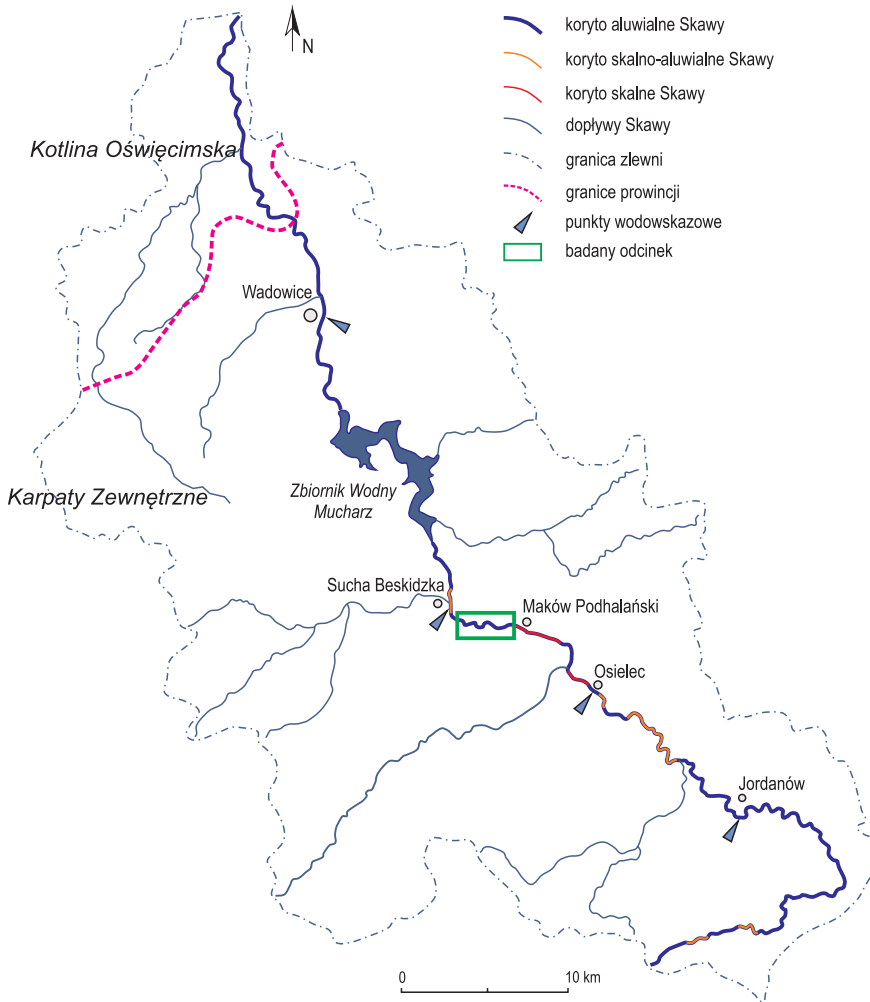 N
koryto aluwialne Skawy
koryto skalno-aluwialne Skawy
koryto skalne Skawy
dopływy Skawy
granica zlewni
granice prowincji
punkty wodowskazowe
badany odcinek
Kotlina Oświęcimska
Wadowice
Karpaty Zewnętrzne
Zbiornik Wodny
Mucharz
Sucha Beskidzka
Maków Podhalański
Osielec
Jordanów
0
10 km